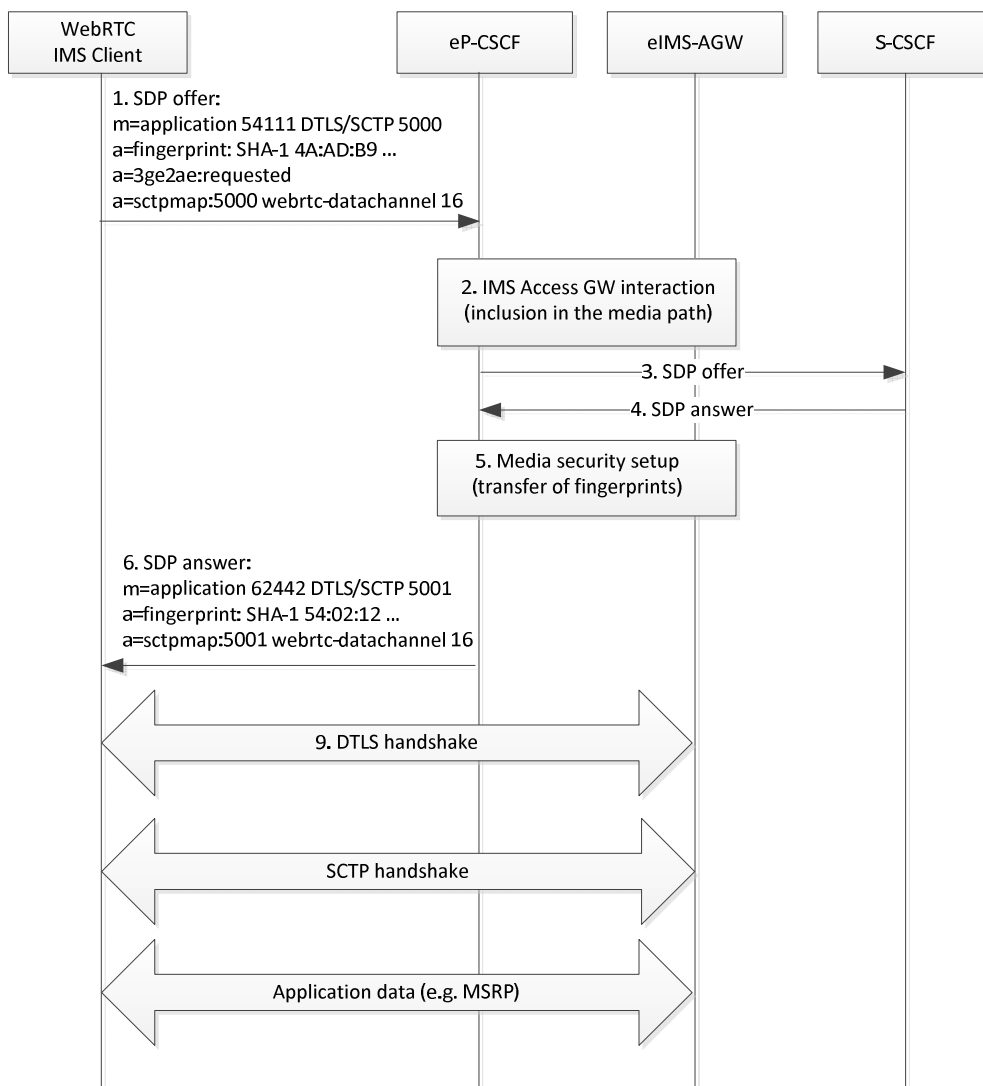 WebRTC
IMS Client
eP-CSCF
eIMS-AGW
S-CSCF
1. SDP offer:
m=application 54111 DTLS/SCTP 5000
a=fingerprint: SHA-1 4A:AD:B9 ...
a=3ge2ae:requested
a=sctpmap:5000 webrtc-datachannel 16
2. IMS Access GW interaction
(inclusion in the media path)
3. SDP offer
4. SDP answer
5. Media security setup
(transfer of fingerprints)
6. SDP answer:
m=application 62442 DTLS/SCTP 5001
a=fingerprint: SHA-1 54:02:12 ...
a=sctpmap:5001 webrtc-datachannel 16
9. DTLS handshake
SCTP handshake
Application data (e.g. MSRP)